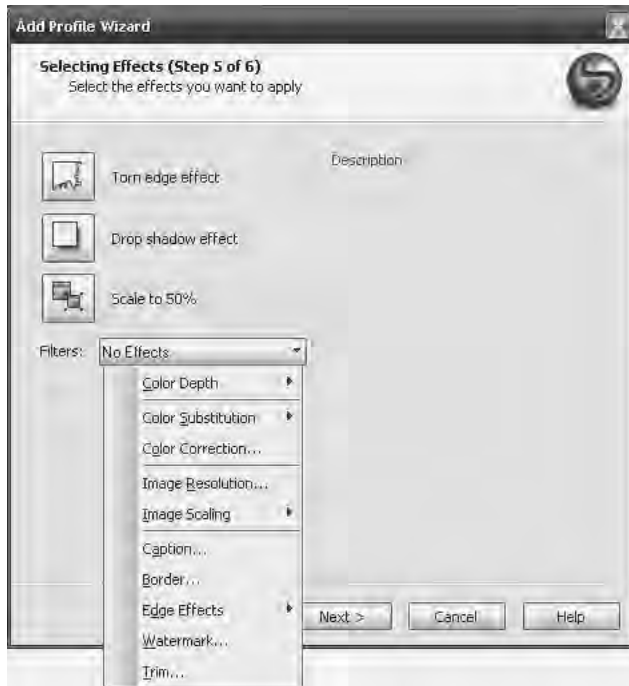 Add Profile Wizard
Selecting Effects (Step 5 of 6)
Select the effects you want to apply
Description
Torn edge effect
Drop shadow effect
Scale to 50%
Filters: No Effects
Color Depth
Color Substitution
Color Correction...
Image Resolution...
Image Scaling
Caption...
Border...
Edge Effects
Watermark...
Trim...
Next > Cancel Help